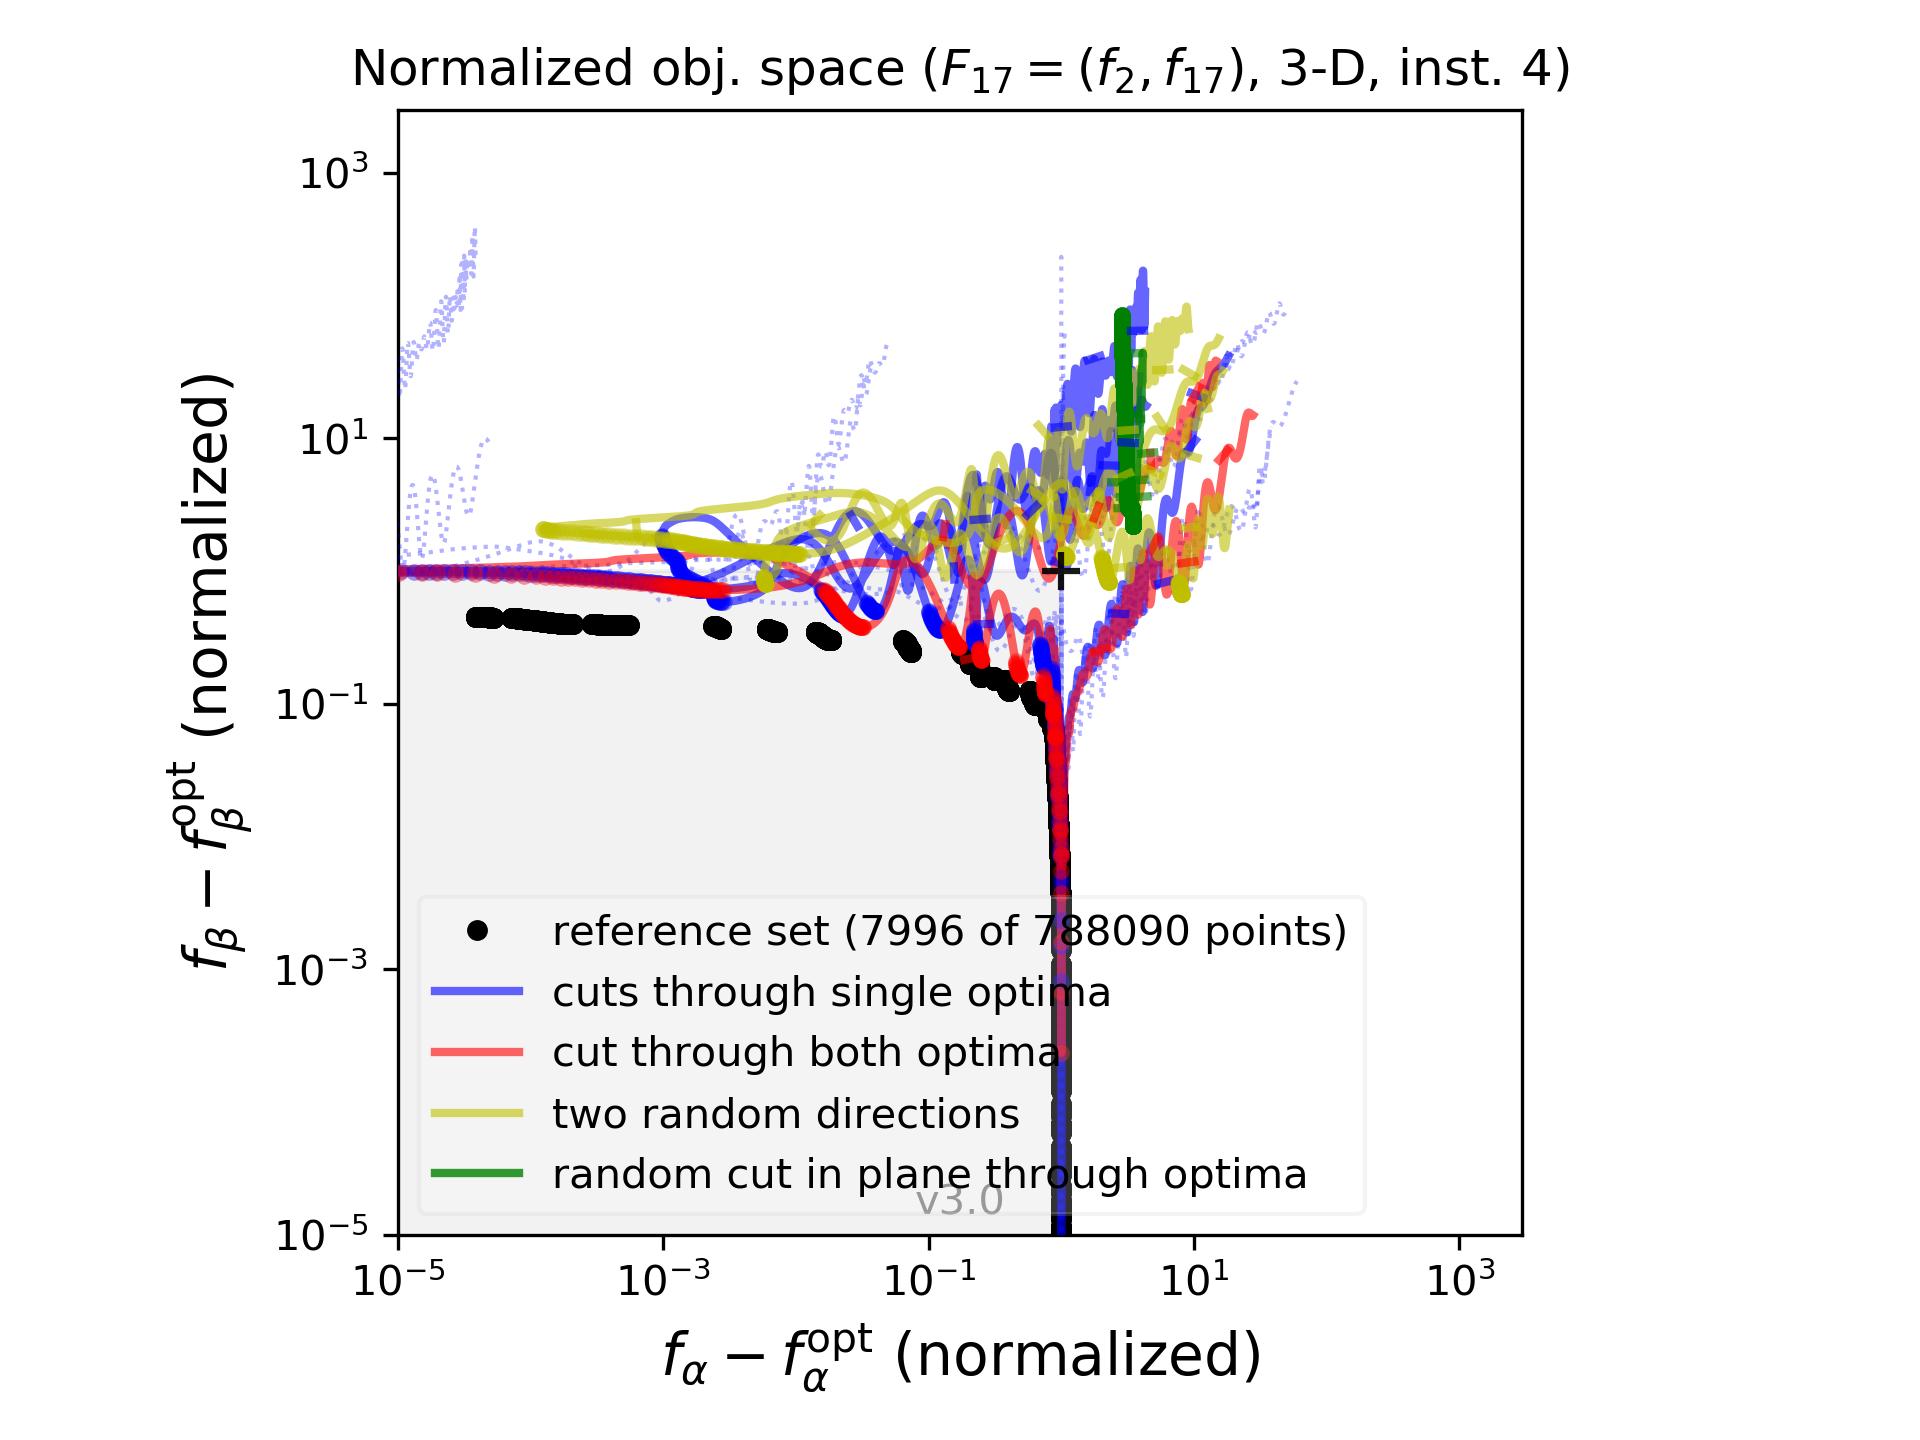 Normalized obj. space (F₁₇ = (f₂, f₁₇), 3-D, inst. 4)
10³
10¹
10⁻¹
10⁻³
10⁻⁵
f_β − f_β^opt (normalized)
reference set (7996 of 788090 points)
cuts through single optima
cut through both optima
two random directions
random cut in plane through optima
v3.0
10⁻⁵ 10⁻³ 10⁻¹ 10¹ 10³
f_α − f_α^opt (normalized)